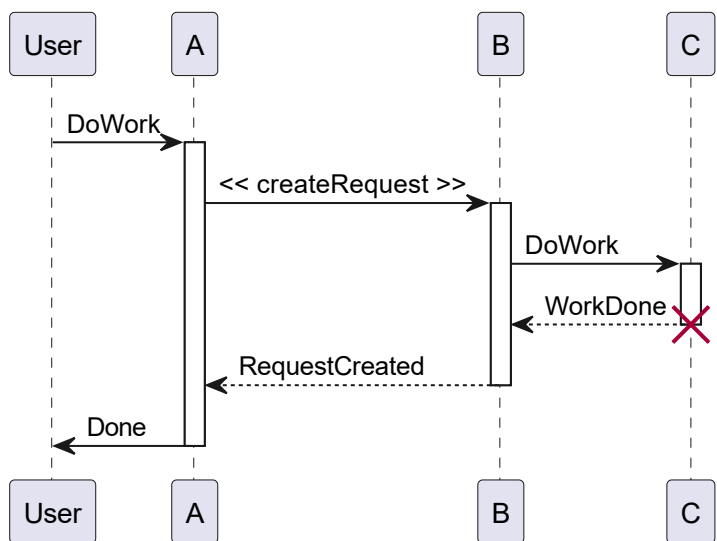 User A B C
DoWork
<< createRequest >>
DoWork
WorkDone
RequestCreated
Done
User A B C